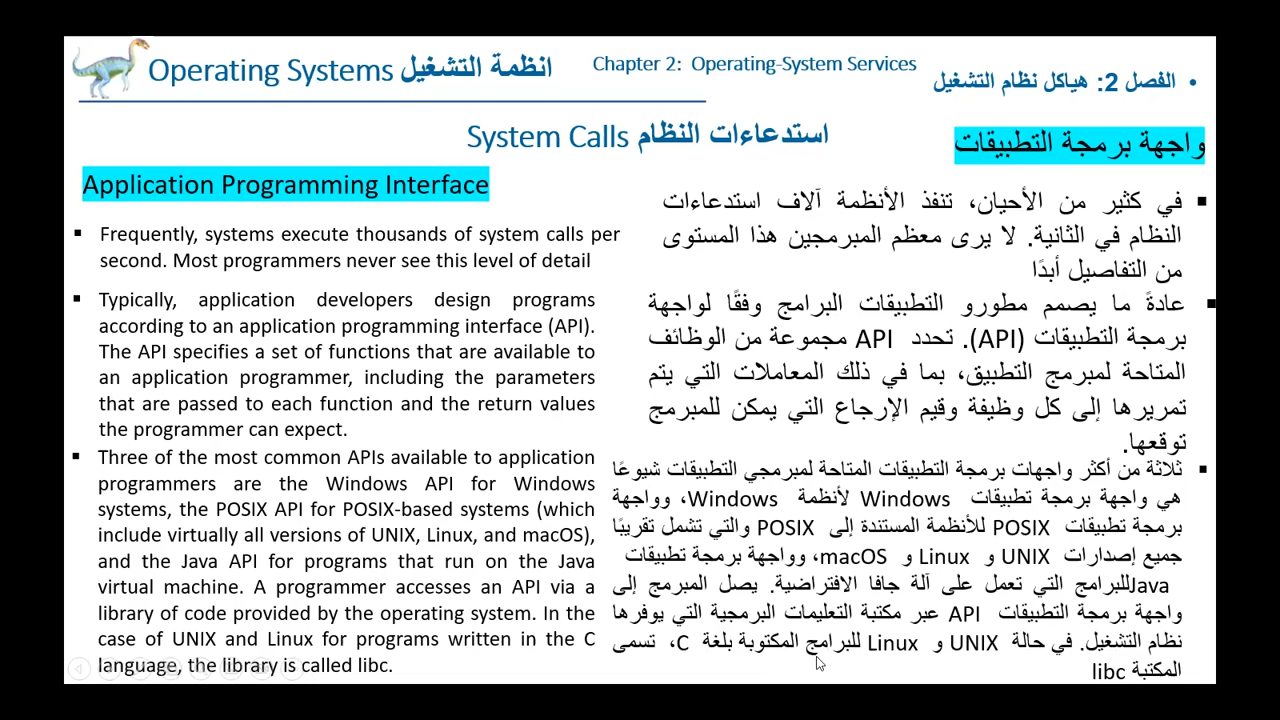 Operating Systems انظمة التشغيل
Chapter 2: Operating-System Services
• الفصل 2: هياكل نظام التشغيل
System Calls استدعاءات النظام
Application Programming Interface
▪ Frequently, systems execute thousands of system calls per
second. Most programmers never see this level of detail
▪ Typically, application developers design programs
according to an application programming interface (API).
The API specifies a set of functions that are available to
an application programmer, including the parameters
that are passed to each function and the return values
the programmer can expect.
▪ Three of the most common APIs available to application
programmers are the Windows API for Windows
systems, the POSIX API for POSIX-based systems (which
include virtually all versions of UNIX, Linux, and macOS),
and the Java API for programs that run on the Java
virtual machine. A programmer accesses an API via a
library of code provided by the operating system. In the
case of UNIX and Linux for programs written in the C
language, the library is called libc.
واجهة برمجة التطبيقات
▪ في كثير من الأحيان، تنفذ الأنظمة آلاف استدعاءات
النظام في الثانية. لا يرى معظم المبرمجين هذا المستوى
من التفاصيل أبدًا
▪ عادةً ما يصمم مطورو التطبيقات البرامج وفقًا لواجهة
برمجة التطبيقات (API). تحدد API مجموعة من الوظائف
المتاحة لمبرمج التطبيق، بما في ذلك المعاملات التي يتم
تمريرها إلى كل وظيفة وقيم الإرجاع التي يمكن للمبرمج
توقعها.
▪ ثلاثة من أكثر واجهات برمجة التطبيقات المتاحة لمبرمجي التطبيقات شيوعًا
هي واجهة برمجة تطبيقات Windows لأنظمة Windows، وواجهة
برمجة تطبيقات POSIX للأنظمة المستندة إلى POSIX والتي تشمل تقريبًا
جميع إصدارات UNIX و Linux و macOS، وواجهة برمجة تطبيقات
Javaللبرامج التي تعمل على آلة جافا الافتراضية. يصل المبرمج إلى
واجهة برمجة التطبيقات API عبر مكتبة التعليمات البرمجية التي يوفرها
نظام التشغيل. في حالة UNIX و Linux للبرامج المكتوبة بلغة C، تسمى
المكتبة libc